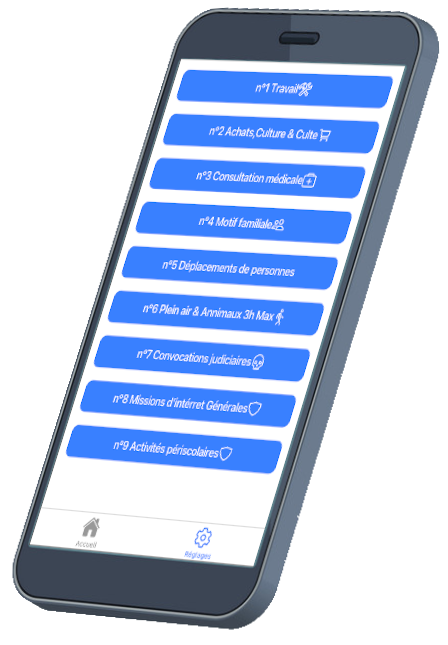 n°1 Travail
n°2 Achats,Culture & Culte
n°3 Consultation médicale
n°4 Motif familiale
n°5 Déplacements de personnes
n°6 Plein air & Annimaux 3h Max
n°7 Convocations judiciaires
n°8 Missions d'intérret Générales
n°9 Activités périscolaires
Accueil
Réglages